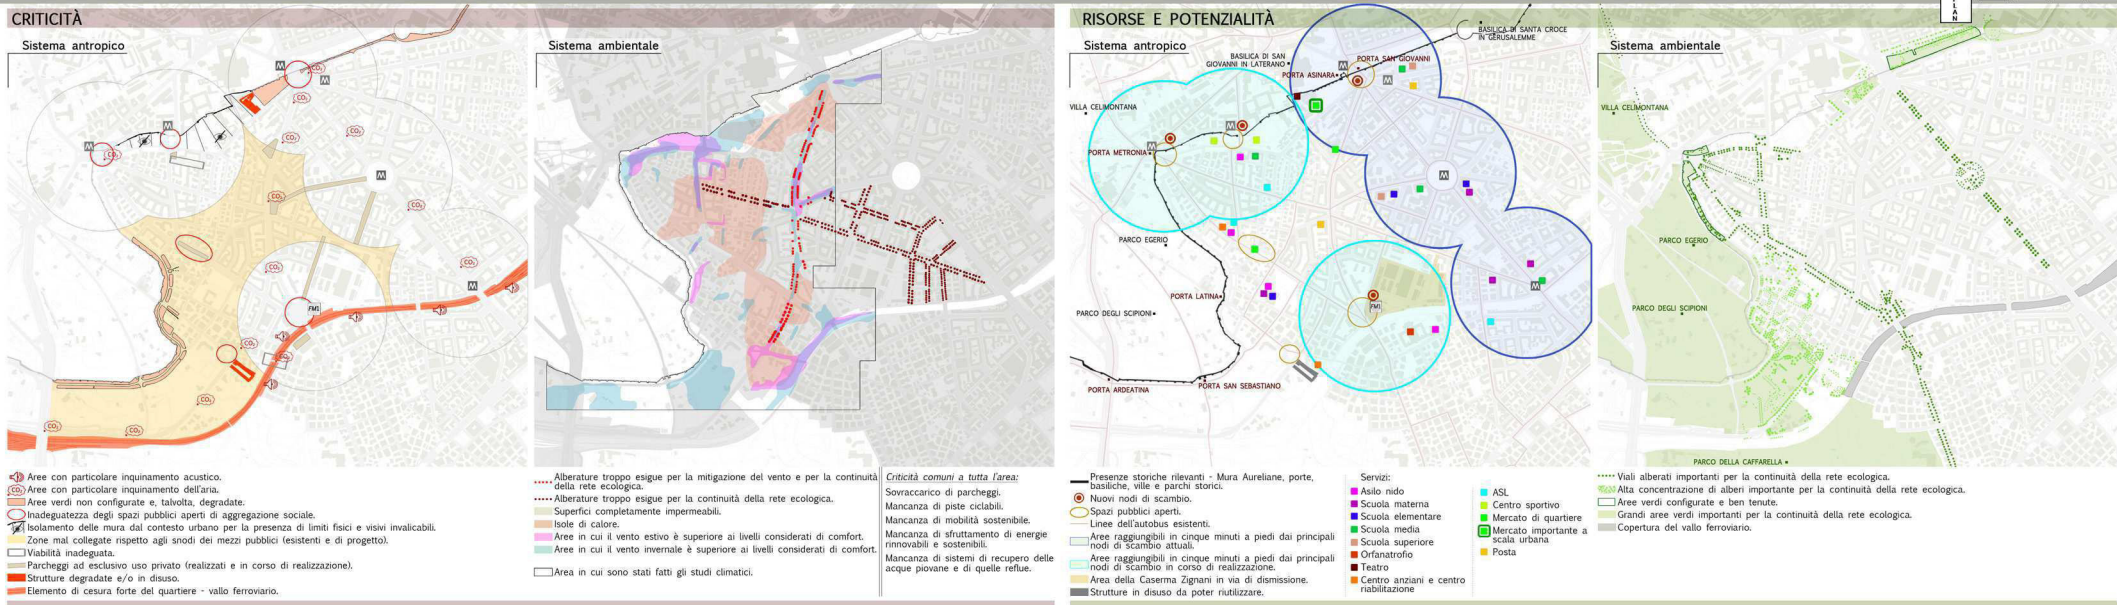 PLAN
CRITICITÀ
RISORSE E POTENZIALITÀ
Sistema antropico
M
CO₂
M
CO₂
M
CO₂
CO₂
M
CO₂
M
CO₂
CO₂
CO₂
CO₂
M
FM1
CO₂
CO₂
CO₂
CO₂
CO₂
Aree con particolare inquinamento acustico.
CO₂ Aree con particolare inquinamento dell'aria.
Aree verdi non configurate e, talvolta, degradate.
Inadeguatezza degli spazi pubblici aperti di aggregazione sociale.
Isolamento delle mura dal contesto urbano per la presenza di limiti fisici e visivi invalicabili.
Zone mal collegate rispetto agli snodi dei mezzi pubblici (esistenti e di progetto).
Viabilità inadeguata.
Parcheggi ad esclusivo uso privato (realizzati e in corso di realizzazione).
Strutture degradate e/o in disuso.
Elemento di cesura forte del quartiere - vallo ferroviario.
Sistema ambientale
Alberature troppo esigue per la mitigazione del vento e per la continuità
della rete ecologica.
Alberature troppo esigue per la continuità della rete ecologica.
Superfici completamente impermeabili.
Isole di calore.
Aree in cui il vento estivo è superiore ai livelli considerati di comfort.
Aree in cui il vento invernale è superiore ai livelli considerati di comfort.
Area in cui sono stati fatti gli studi climatici.
Criticità comuni a tutta l'area:
Sovraccarico di parcheggi.
Mancanza di piste ciclabili.
Mancanza di mobilità sostenibile.
Mancanza di sfruttamento di energie
rinnovabili e sostenibili.
Mancanza di sistemi di recupero delle
acque piovane e di quelle reflue.
Sistema antropico
BASILICA DI SANTA CROCE
IN GERUSALEMME
BASILICA DI SAN
GIOVANNI IN LATERANO
PORTA SAN GIOVANNI
PORTA ASINARA
M
M
VILLA CELIMONTANA
M
M
PORTA METRONIA
M
PARCO EGERIO
M
PORTA LATINA
FM1
PARCO DEGLI SCIPIONI
PORTA ARDEATINA
PORTA SAN SEBASTIANO
Presenze storiche rilevanti - Mura Aureliane, porte,
basiliche, ville e parchi storici.
Nuovi nodi di scambio.
Spazi pubblici aperti.
Linee dell'autobus esistenti.
Aree raggiungibili in cinque minuti a piedi dai principali
nodi di scambio attuali.
Aree raggiungibili in cinque minuti a piedi dai principali
nodi di scambio in corso di realizzazione.
Area della Caserma Zignani in via di dismissione.
Strutture in disuso da poter riutilizzare.
Servizi:
Asilo nido
Scuola materna
Scuola elementare
Scuola media
Scuola superiore
Orfanatrofio
Teatro
Centro anziani e centro
riabilitazione
ASL
Centro sportivo
Mercato di quartiere
Mercato importante a
scala urbana
Posta
Sistema ambientale
VILLA CELIMONTANA
PARCO EGERIO
PARCO DEGLI SCIPIONI
PARCO DELLA CAFFARELLA
Viali alberati importanti per la continuità della rete ecologica.
Alta concentrazione di alberi importante per la continuità della rete ecologica.
Aree verdi configurate e ben tenute.
Grandi aree verdi importanti per la continuità della rete ecologica.
Copertura del vallo ferroviario.